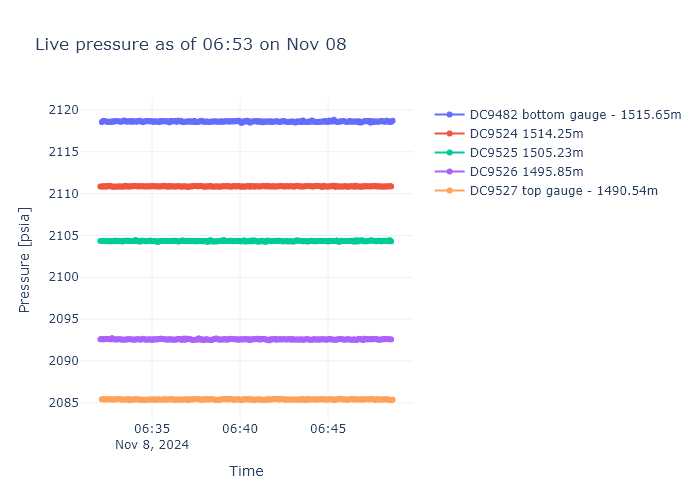 Live pressure as of 06:53 on Nov 08
Pressure [psia]
2120
2115
2110
2105
2100
2095
2090
2085
06:35
Nov 8, 2024
06:40
06:45
Time
DC9482 bottom gauge - 1515.65m
DC9524 1514.25m
DC9525 1505.23m
DC9526 1495.85m
DC9527 top gauge - 1490.54m